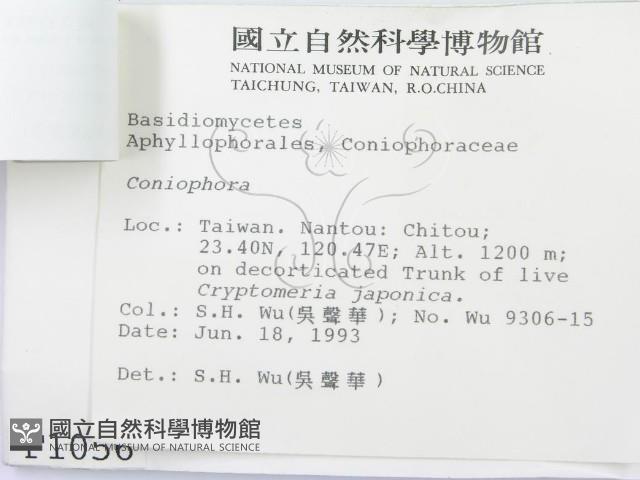 國立自然科學博物館
NATIONAL MUSEUM OF NATURAL SCIENCE
TAICHUNG, TAIWAN, R.O.CHINA
Basidiomycetes
Aphyllophorales, Coniophoraceae
Coniophora
Loc.: Taiwan. Nantou: Chitou;
23.40N, 120.47E; Alt. 1200 m;
on decorticated Trunk of live
Cryptomeria japonica.
Col.: S.H. Wu(吳聲華); No. Wu 9306-15
Date: Jun. 18, 1993
Det.: S.H. Wu(吳聲華)
國立自然科學博物館
NATIONAL MUSEUM OF NATURAL SCIENCE